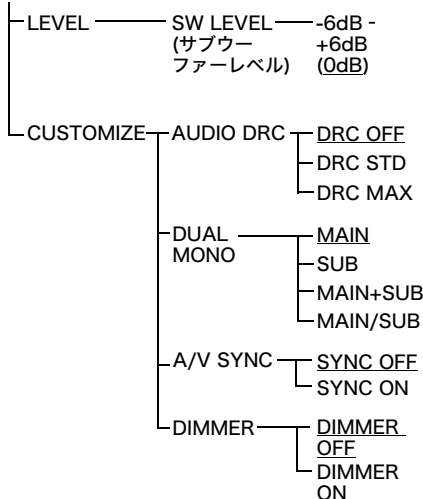 LEVEL SW LEVEL -6dB -
(サブウー +6dB
ファーレベル) (0dB)
CUSTOMIZE AUDIO DRC DRC OFF
DRC STD
DRC MAX
DUAL MAIN
MONO
SUB
MAIN+SUB
MAIN/SUB
A/V SYNC SYNC OFF
SYNC ON
DIMMER DIMMER
OFF
DIMMER
ON